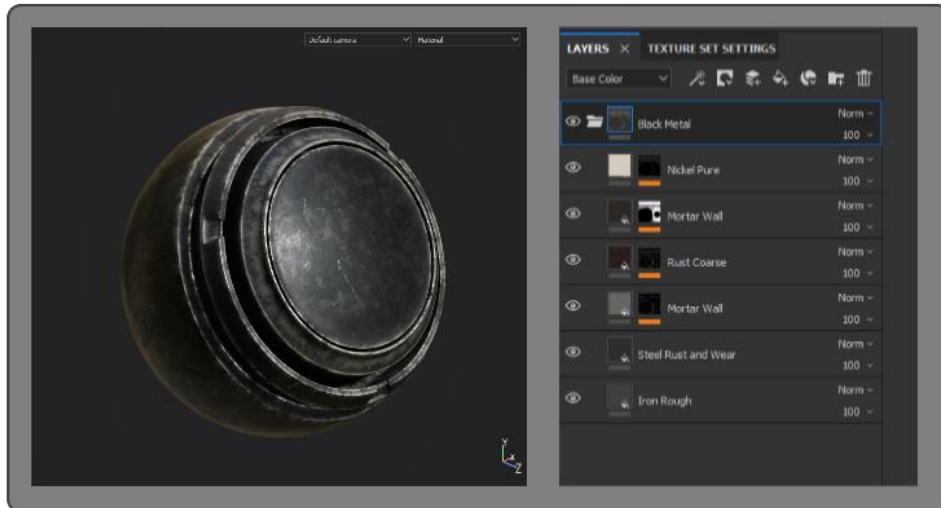 Default camera
Material
Y
X
Z
LAYERS × TEXTURE SET SETTINGS
Base Color
Black Metal
Norm
100
Nickel Pure
Norm
100
Mortar Wall
Norm
100
Rust Coarse
Norm
100
Mortar Wall
Norm
100
Steel Rust and Wear
Norm
100
Iron Rough
Norm
100